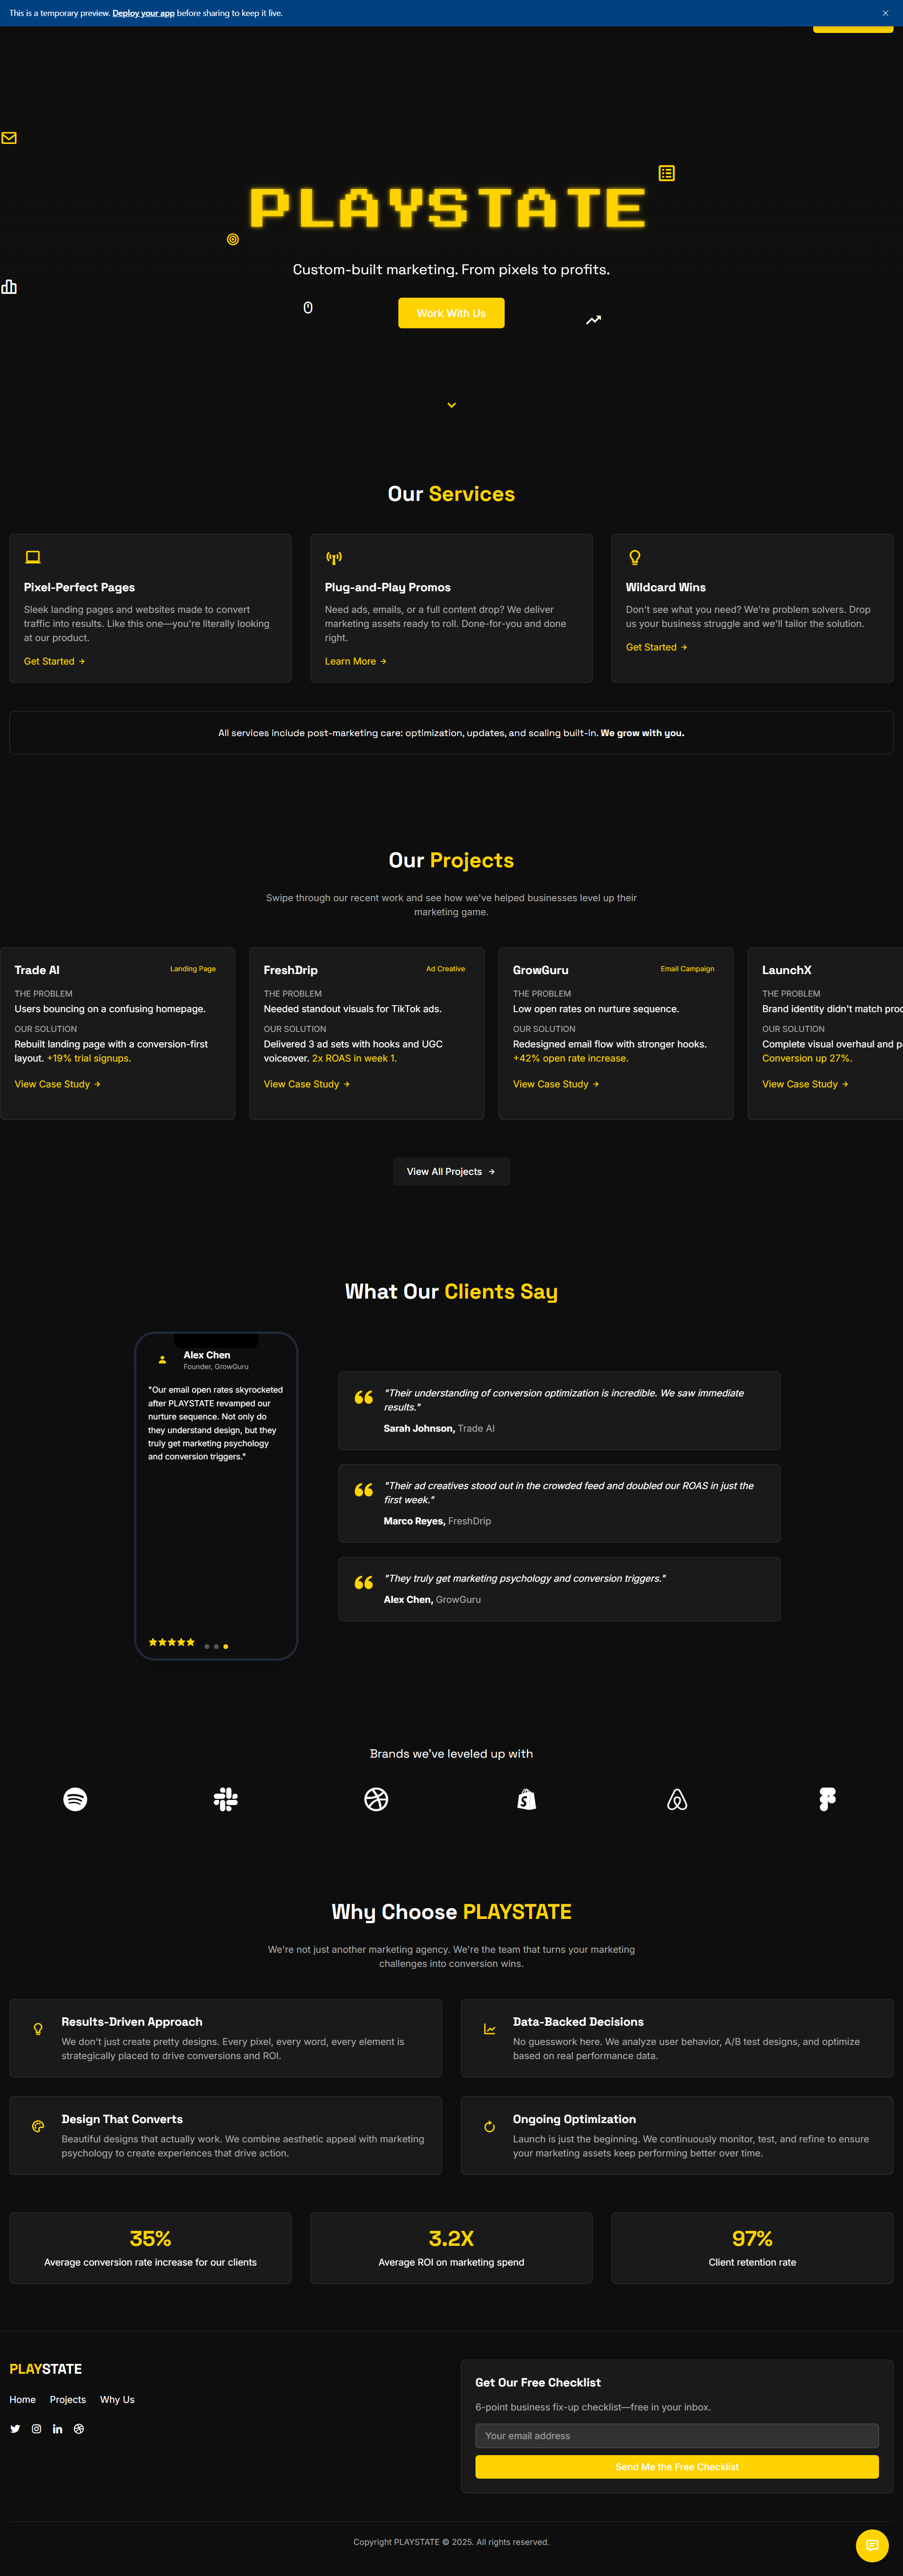 This is a temporary preview. Deploy your app before sharing to keep it live.
PLAYSTATE
Custom-built marketing. From pixels to profits.
Work With Us
Our Services
Pixel-Perfect Pages
Sleek landing pages and websites made to convert
traffic into results. Like this one—you're literally looking
at our product.
Get Started →
Plug-and-Play Promos
Need ads, emails, or a full content drop? We deliver
marketing assets ready to roll. Done-for-you and done
right.
Learn More →
Wildcard Wins
Don't see what you need? We're problem solvers. Drop
us your business struggle and we'll tailor the solution.
Get Started →
All services include post-marketing care: optimization, updates, and scaling built-in. We grow with you.
Our Projects
Swipe through our recent work and see how we've helped businesses level up their
marketing game.
Trade AI
Landing Page
THE PROBLEM
Users bouncing on a confusing homepage.
OUR SOLUTION
Rebuilt landing page with a conversion-first
layout. +19% trial signups.
View Case Study →
FreshDrip
Ad Creative
THE PROBLEM
Needed standout visuals for TikTok ads.
OUR SOLUTION
Delivered 3 ad sets with hooks and UGC
voiceover. 2x ROAS in week 1.
View Case Study →
GrowGuru
Email Campaign
THE PROBLEM
Low open rates on nurture sequence.
OUR SOLUTION
Redesigned email flow with stronger hooks.
+42% open rate increase.
View Case Study →
LaunchX
THE PROBLEM
Brand identity didn't match
OUR SOLUTION
Complete visual overhaul and
Conversion up 27%.
View Case Study →
View All Projects →
What Our Clients Say
Alex Chen
Founder, GrowGuru
"Our email open rates skyrocketed
after PLAYSTATE revamped our
nurture sequence. Not only do
they understand design, but they
truly get marketing psychology
and conversion triggers."
"Their understanding of conversion optimization is incredible. We saw immediate
results."
Sarah Johnson, Trade AI
"Their ad creatives stood out in the crowded feed and doubled our ROAS in just the
first week."
Marco Reyes, FreshDrip
"They truly get marketing psychology and conversion triggers."
Alex Chen, GrowGuru
Brands we've leveled up with
Why Choose PLAYSTATE
We're not just another marketing agency. We're the team that turns your marketing
challenges into conversion wins.
Results-Driven Approach
We don't just create pretty designs. Every pixel, every word, every element is
strategically placed to drive conversions and ROI.
Data-Backed Decisions
No guesswork here. We analyze user behavior, A/B test designs, and optimize
based on real performance data.
Design That Converts
Beautiful designs that actually work. We combine aesthetic appeal with marketing
psychology to create experiences that drive action.
Ongoing Optimization
Launch is just the beginning. We continuously monitor, test, and refine to ensure
your marketing assets keep performing better over time.
35%
Average conversion rate increase for our clients
3.2X
Average ROI on marketing spend
97%
Client retention rate
PLAYSTATE
Home Projects Why Us
Get Our Free Checklist
6-point business fix-up checklist—free in your inbox.
Your email address
Send Me the Free Checklist
Copyright PLAYSTATE © 2025. All rights reserved.